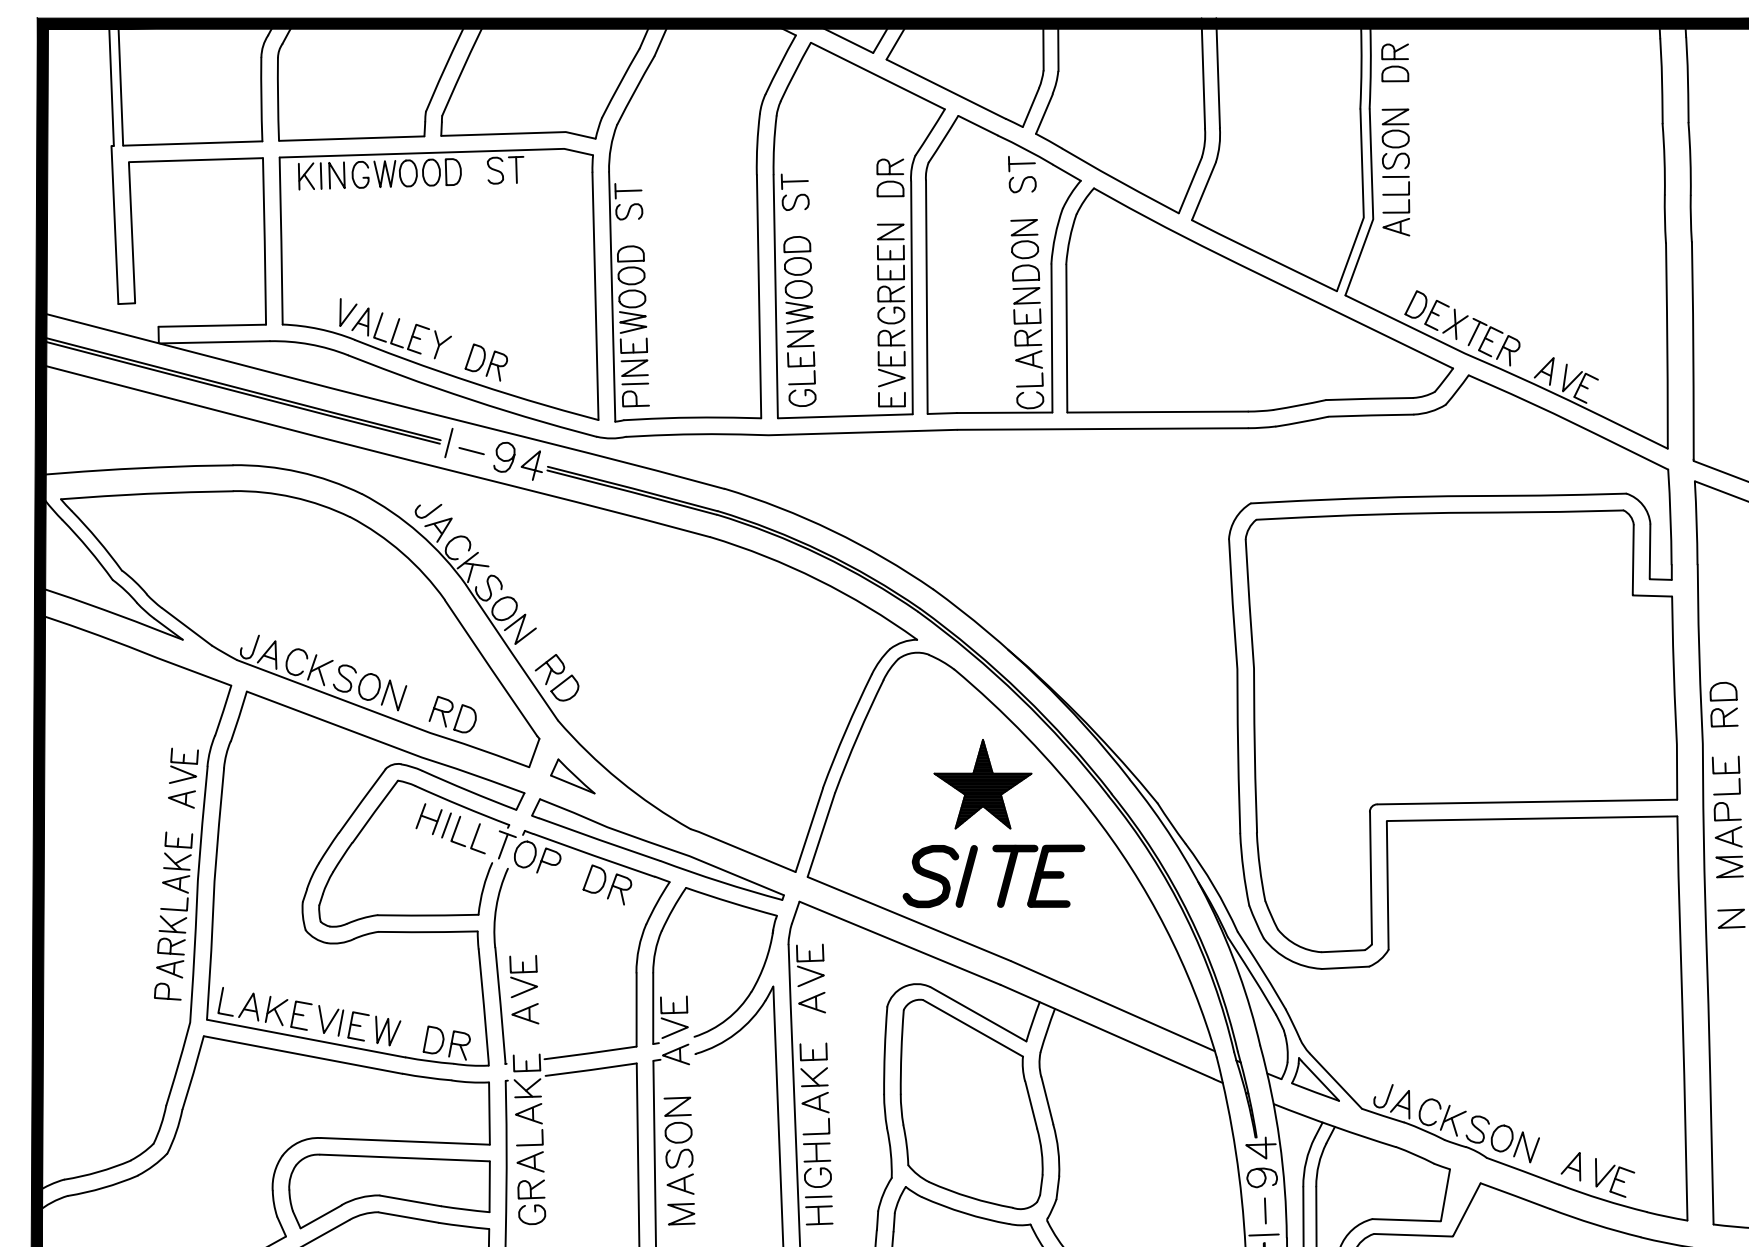 ALLISON DR
KINGWOOD ST
PINEWOOD ST
GLENWOOD ST
EVERGREEN DR
CLARENDON ST
VALLEY DR
DEXTER AVE
I-94
JACKSON RD
JACKSON RD
N MAPLE RD
PARKLAKE AVE
HILLTOP DR
SITE
LAKEVIEW DR
GRALAKE AVE
MASON AVE
HIGHLAKE AVE
JACKSON AVE
I-94